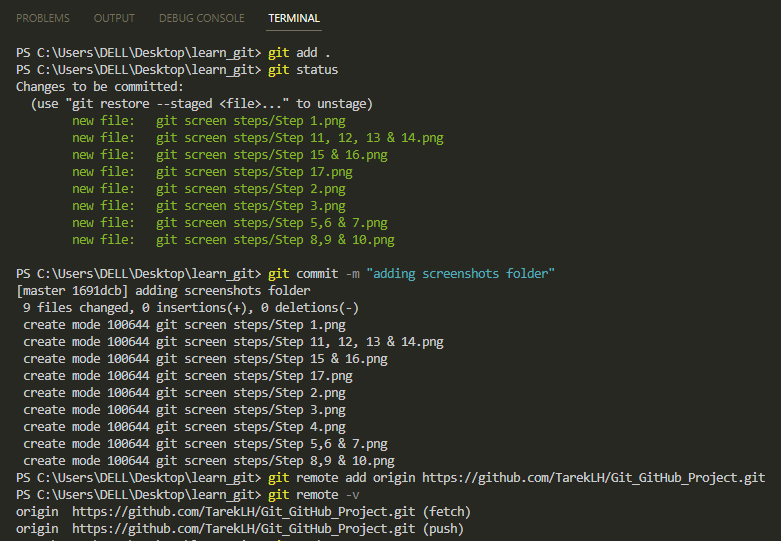 PROBLEMS OUTPUT DEBUG CONSOLE TERMINAL
PS C:\Users\DELL\Desktop\learn_git> git add .
PS C:\Users\DELL\Desktop\learn_git> git status
Changes to be committed:
  (use "git restore --staged <file>..." to unstage)
        new file:   git screen steps/Step 1.png
        new file:   git screen steps/Step 11, 12, 13 & 14.png
        new file:   git screen steps/Step 15 & 16.png
        new file:   git screen steps/Step 17.png
        new file:   git screen steps/Step 2.png
        new file:   git screen steps/Step 3.png
        new file:   git screen steps/Step 5,6 & 7.png
        new file:   git screen steps/Step 8,9 & 10.png
PS C:\Users\DELL\Desktop\learn_git> git commit -m "adding screenshots folder"
[master 1691dcb] adding screenshots folder
 9 files changed, 0 insertions(+), 0 deletions(-)
 create mode 100644 git screen steps/Step 1.png
 create mode 100644 git screen steps/Step 11, 12, 13 & 14.png
 create mode 100644 git screen steps/Step 15 & 16.png
 create mode 100644 git screen steps/Step 17.png
 create mode 100644 git screen steps/Step 2.png
 create mode 100644 git screen steps/Step 3.png
 create mode 100644 git screen steps/Step 4.png
 create mode 100644 git screen steps/Step 5,6 & 7.png
 create mode 100644 git screen steps/Step 8,9 & 10.png
PS C:\Users\DELL\Desktop\learn_git> git remote add origin https://github.com/TarekLH/Git_GitHub_Project.git
PS C:\Users\DELL\Desktop\learn_git> git remote -v
origin  https://github.com/TarekLH/Git_GitHub_Project.git (fetch)
origin  https://github.com/TarekLH/Git_GitHub_Project.git (push)